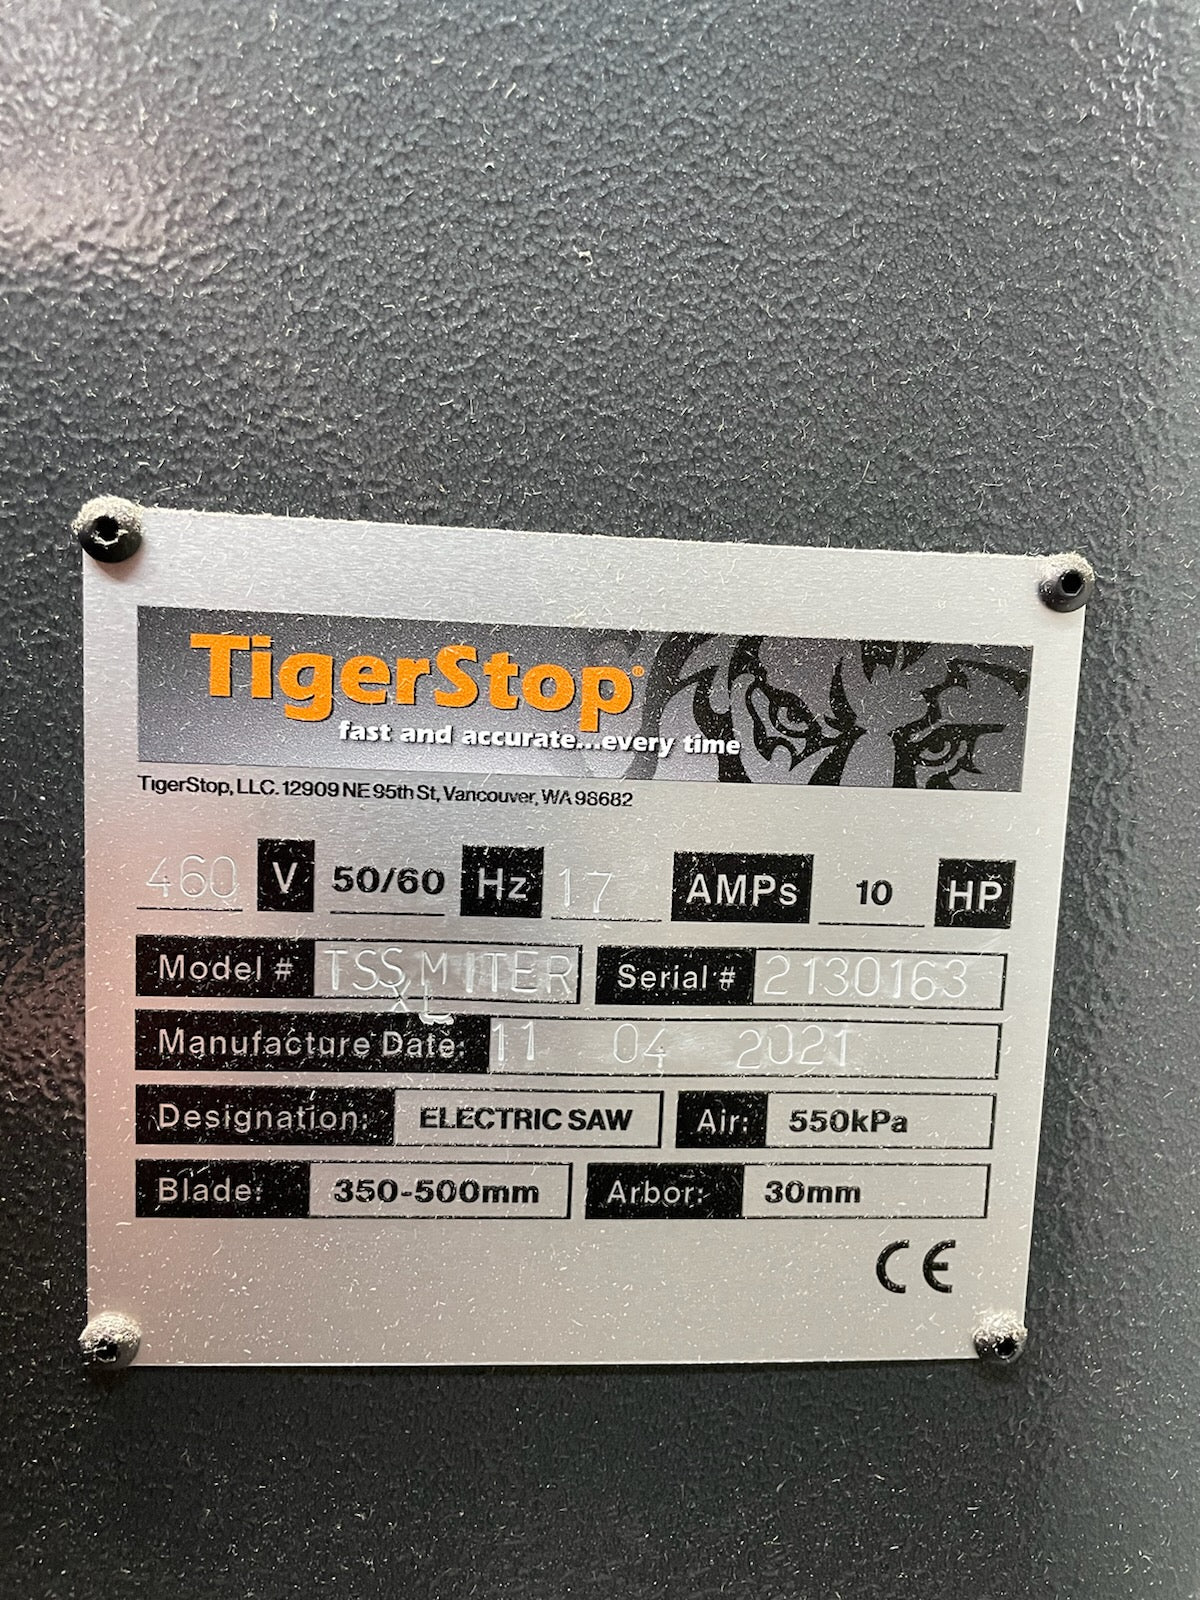 TigerStop®
fast and accurate...every time
TigerStop, LLC. 12909 NE 95th St, Vancouver, WA 98682
460 V 50/60 Hz 17 AMPs 10 HP
Model # TSS MITER Serial # 2130163
XL
Manufacture Date: 11 04 2021
Designation: ELECTRIC SAW Air: 550kPa
Blade: 350-500mm Arbor: 30mm
CE